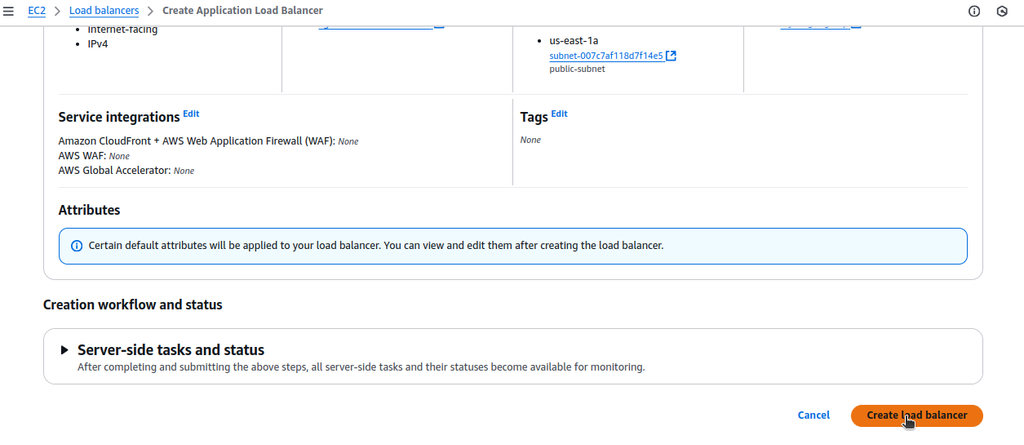 EC2 > Load balancers > Create Application Load Balancer
Internet-facing
IPv4
us-east-1a
subnet-007c7af118d7f14e5
public-subnet
Service integrations Edit
Amazon CloudFront + AWS Web Application Firewall (WAF): None
AWS WAF: None
AWS Global Accelerator: None
Tags Edit
None
Attributes
Certain default attributes will be applied to your load balancer. You can view and edit them after creating the load balancer.
Creation workflow and status
Server-side tasks and status
After completing and submitting the above steps, all server-side tasks and their statuses become available for monitoring.
Cancel
Create load balancer